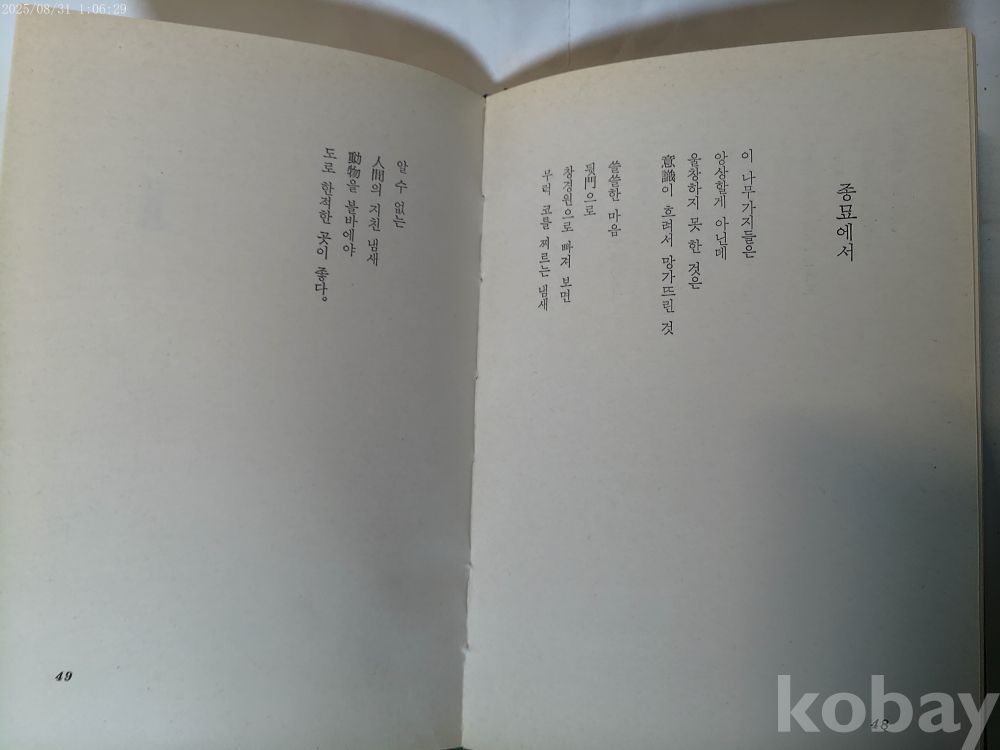 2025/08/31 1:06:29
종묘에서
이 나무가지들은
앙상할게 아닌데
울창하지 못 한 것은
意識이 흐려서 망가뜨린 것
쓸쓸한 마음
뒷門으로
창경원으로 빠져 보면
부럭 코를 찌르는 냄새
48
알 수 없는
人間의 지친 냄새
動物을 볼바에야
도로 한적한 곳이 좋다。
49
kobay